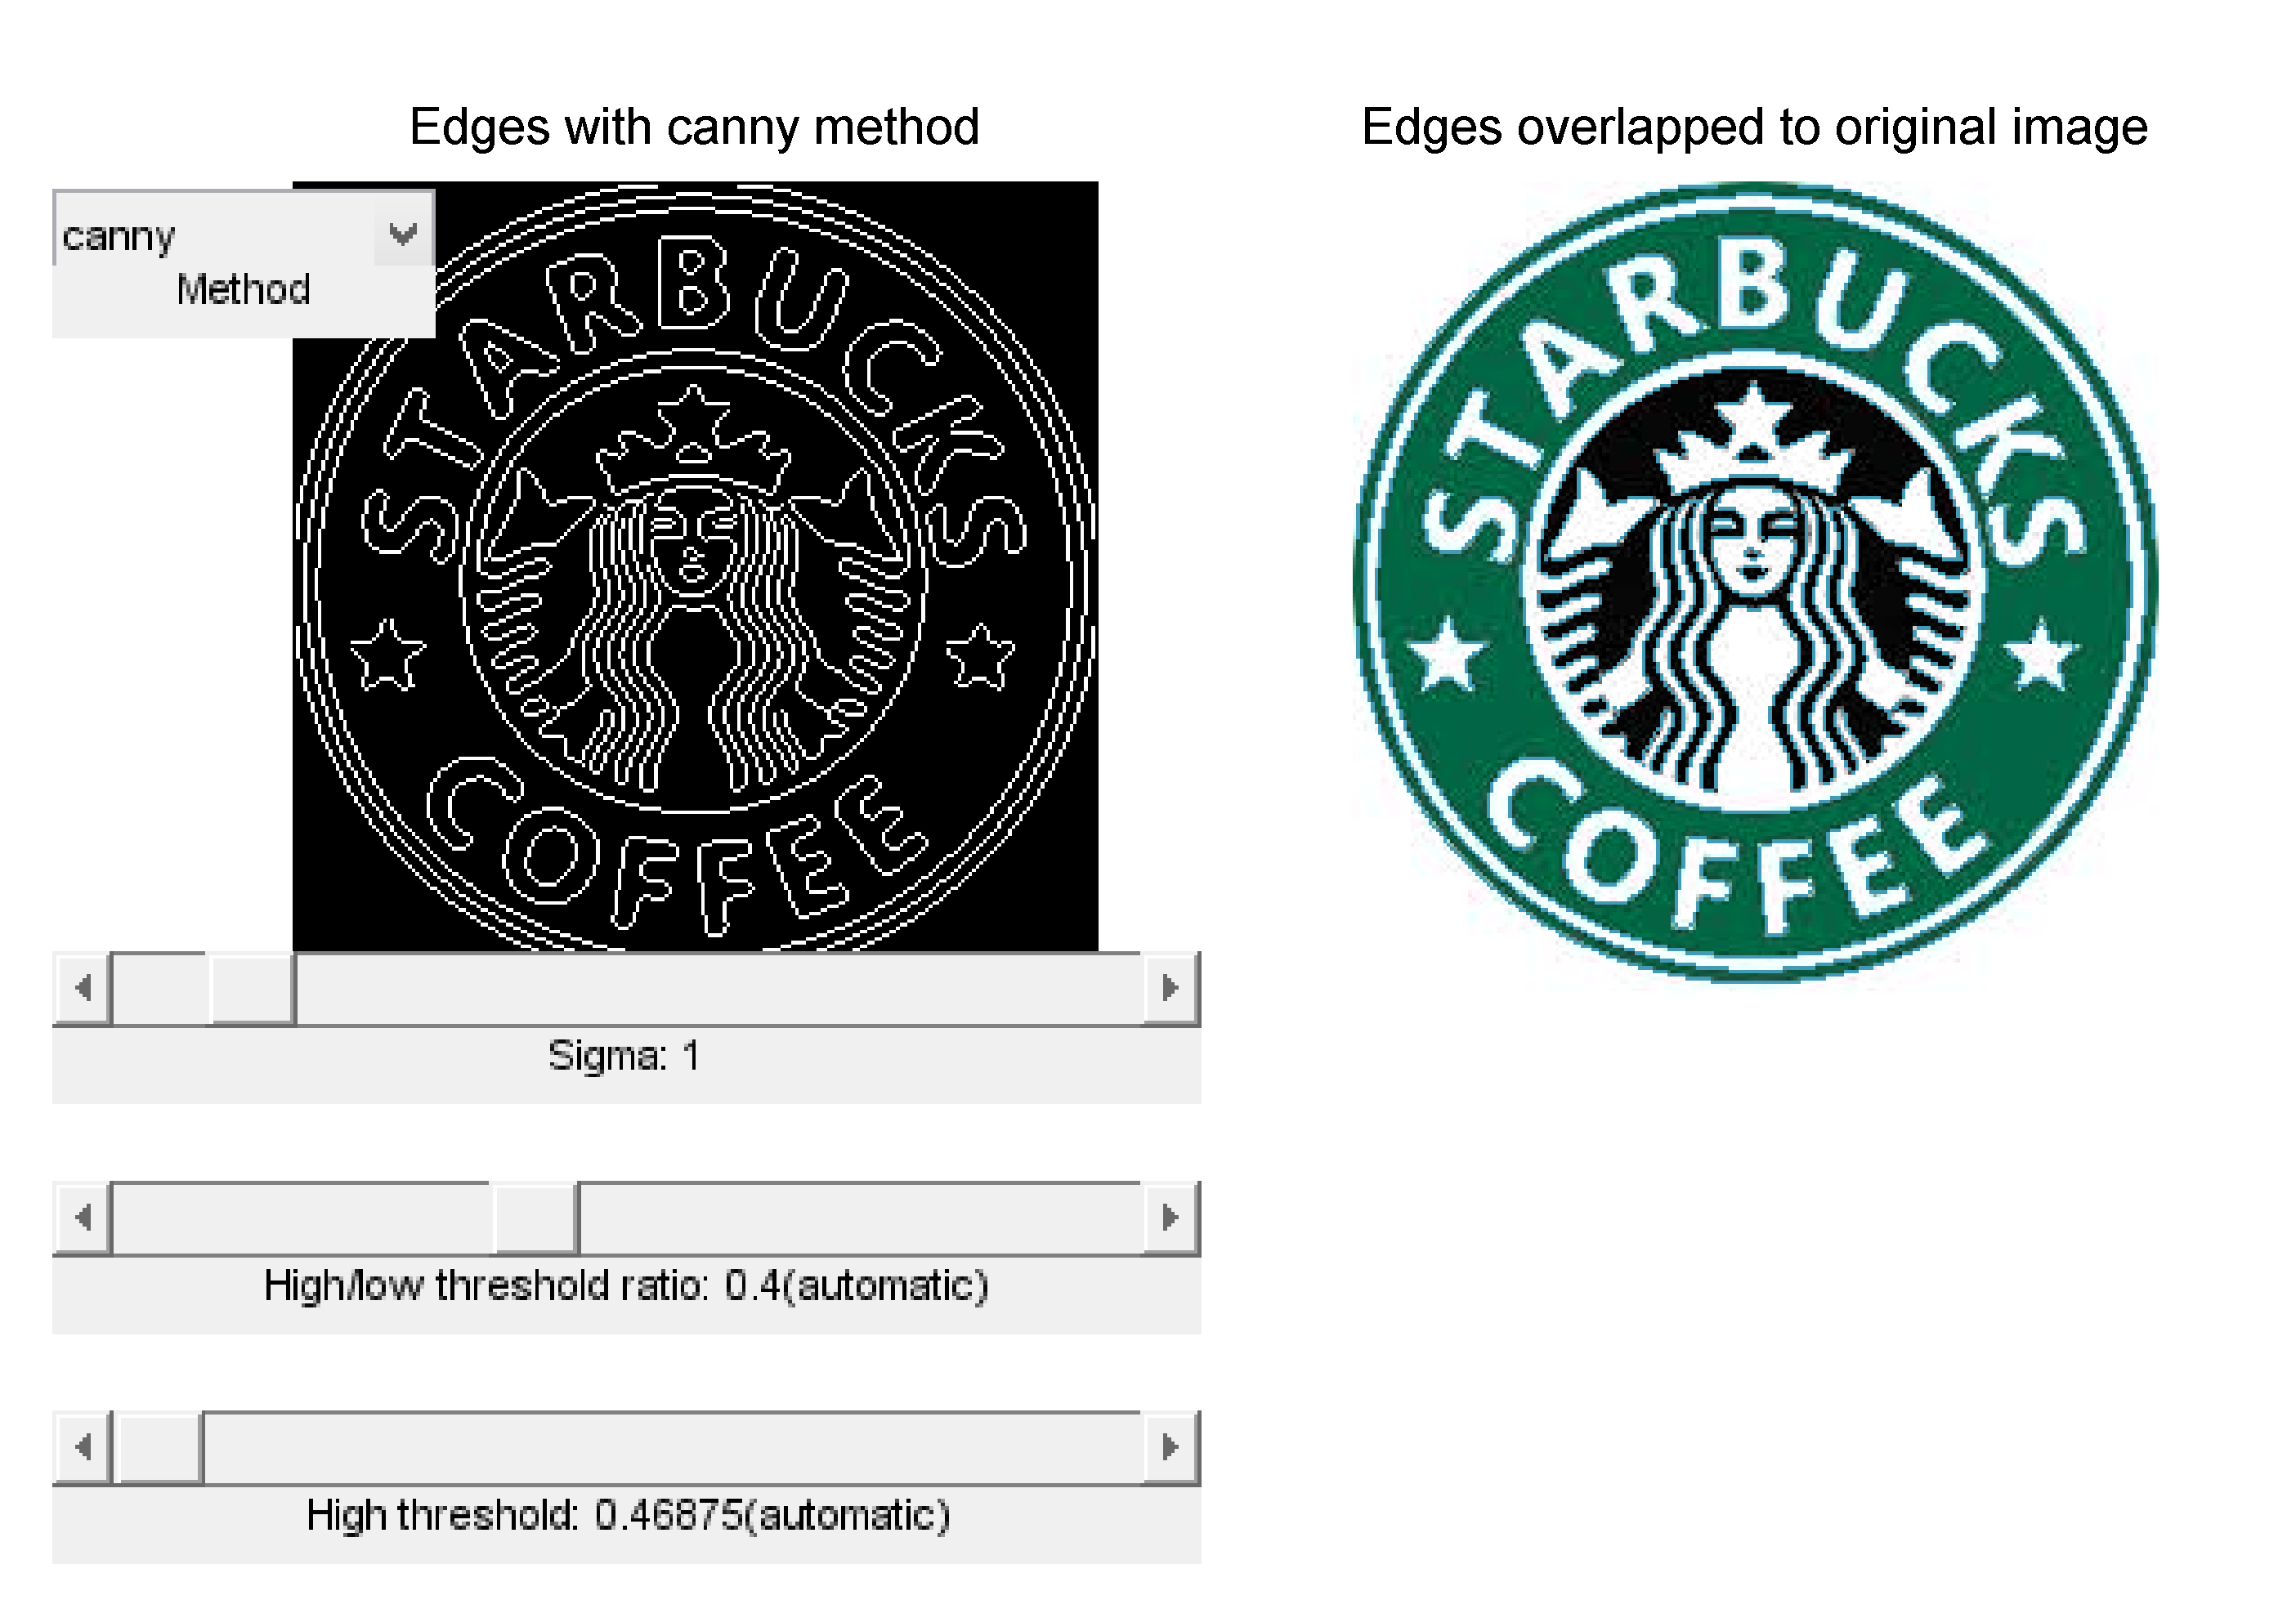 Edges with canny method
Edges overlapped to original image
canny
Method
STARBUCKS
COFFEE
STARBUCKS
COFFEE
Sigma: 1
High/low threshold ratio: 0.4(automatic)
High threshold: 0.46875(automatic)